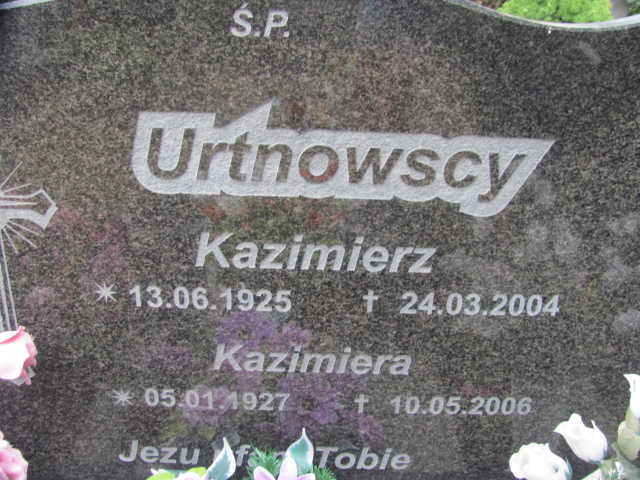 Ś.P.
Urtnowscy
Kazimierz
* 13.06.1925 † 24.03.2004
Kazimiera
* 05.01.1927 † 10.05.2006
Jezu Tobie